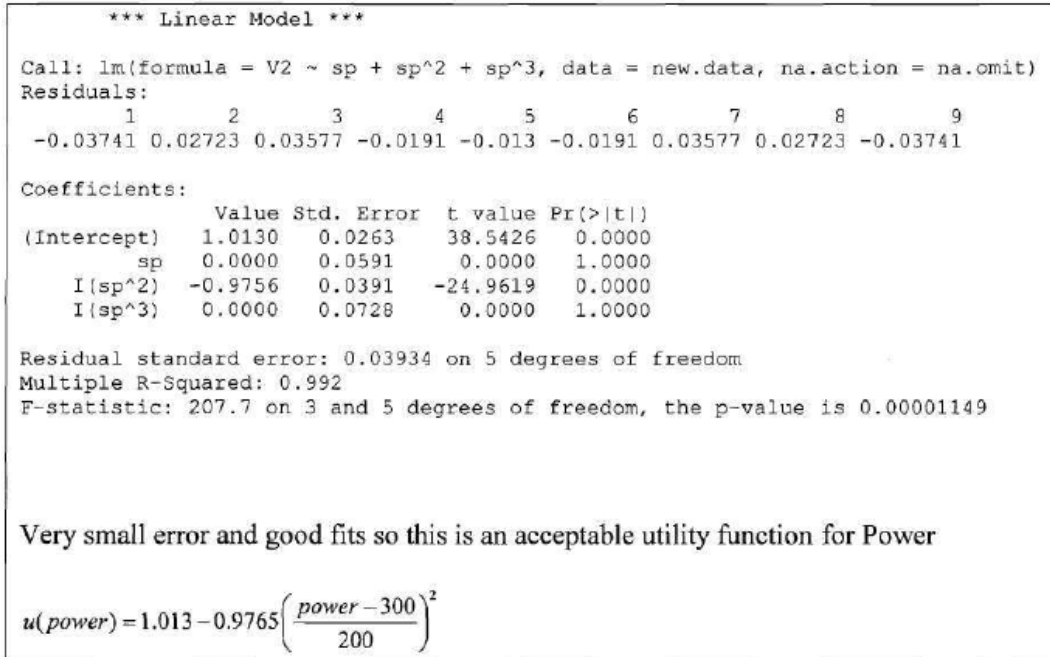 *** Linear Model ***
Call: lm(formula = V2 ~ sp + sp^2 + sp^3, data = new.data, na.action = na.omit)
Residuals:
1 2 3 4 5 6 7 8 9
-0.03741 0.02723 0.03577 -0.0191 -0.013 -0.0191 0.03577 0.02723 -0.03741
Coefficients:
Value Std. Error t value Pr(>|t|)
(Intercept) 1.0130 0.0263 38.5426 0.0000
sp 0.0000 0.0591 0.0000 1.0000
I(sp^2) -0.9756 0.0391 -24.9619 0.0000
I(sp^3) 0.0000 0.0728 0.0000 1.0000
Residual standard error: 0.03934 on 5 degrees of freedom
Multiple R-Squared: 0.992
F-statistic: 207.7 on 3 and 5 degrees of freedom, the p-value is 0.00001149
Very small error and good fits so this is an acceptable utility function for Power
u(power) = 1.013 – 0.9765((power – 300)/200)²